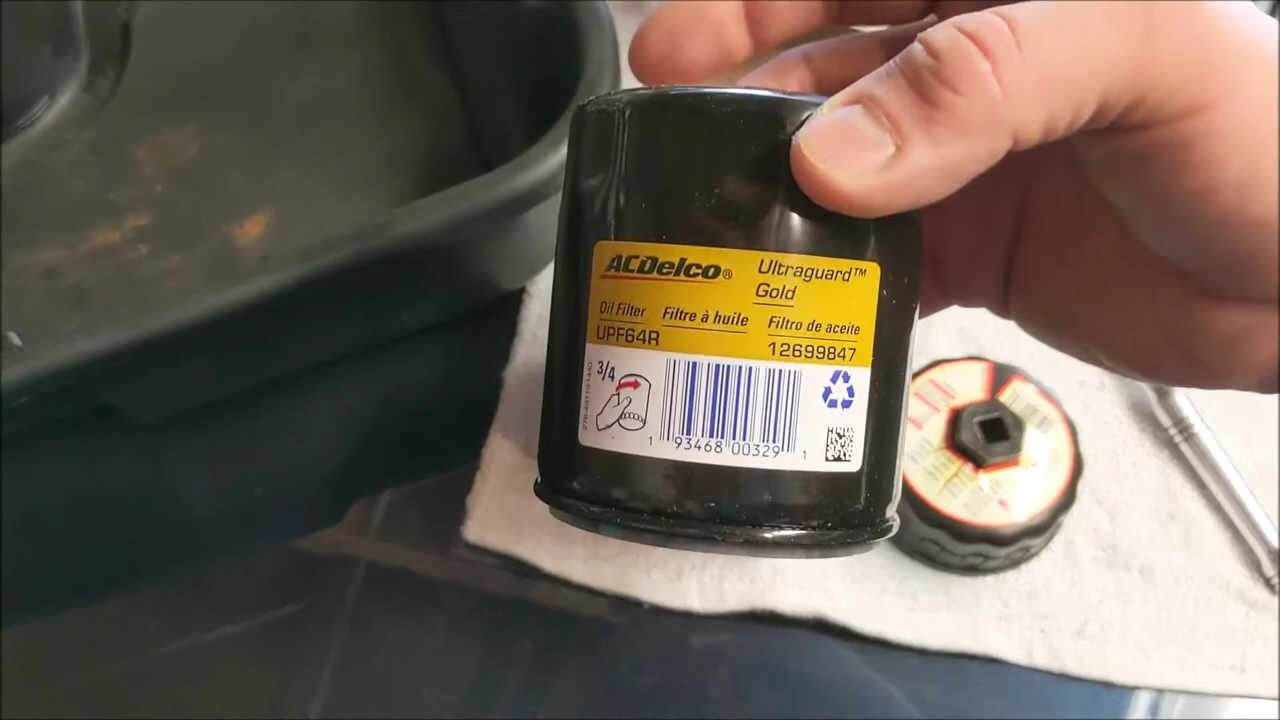 ACDelco®
Ultraguard™
Gold
Oil Filter
Filtre à huile
Filtro de aceite
UPF64R
12699847
3/4
1 93468 00329 1